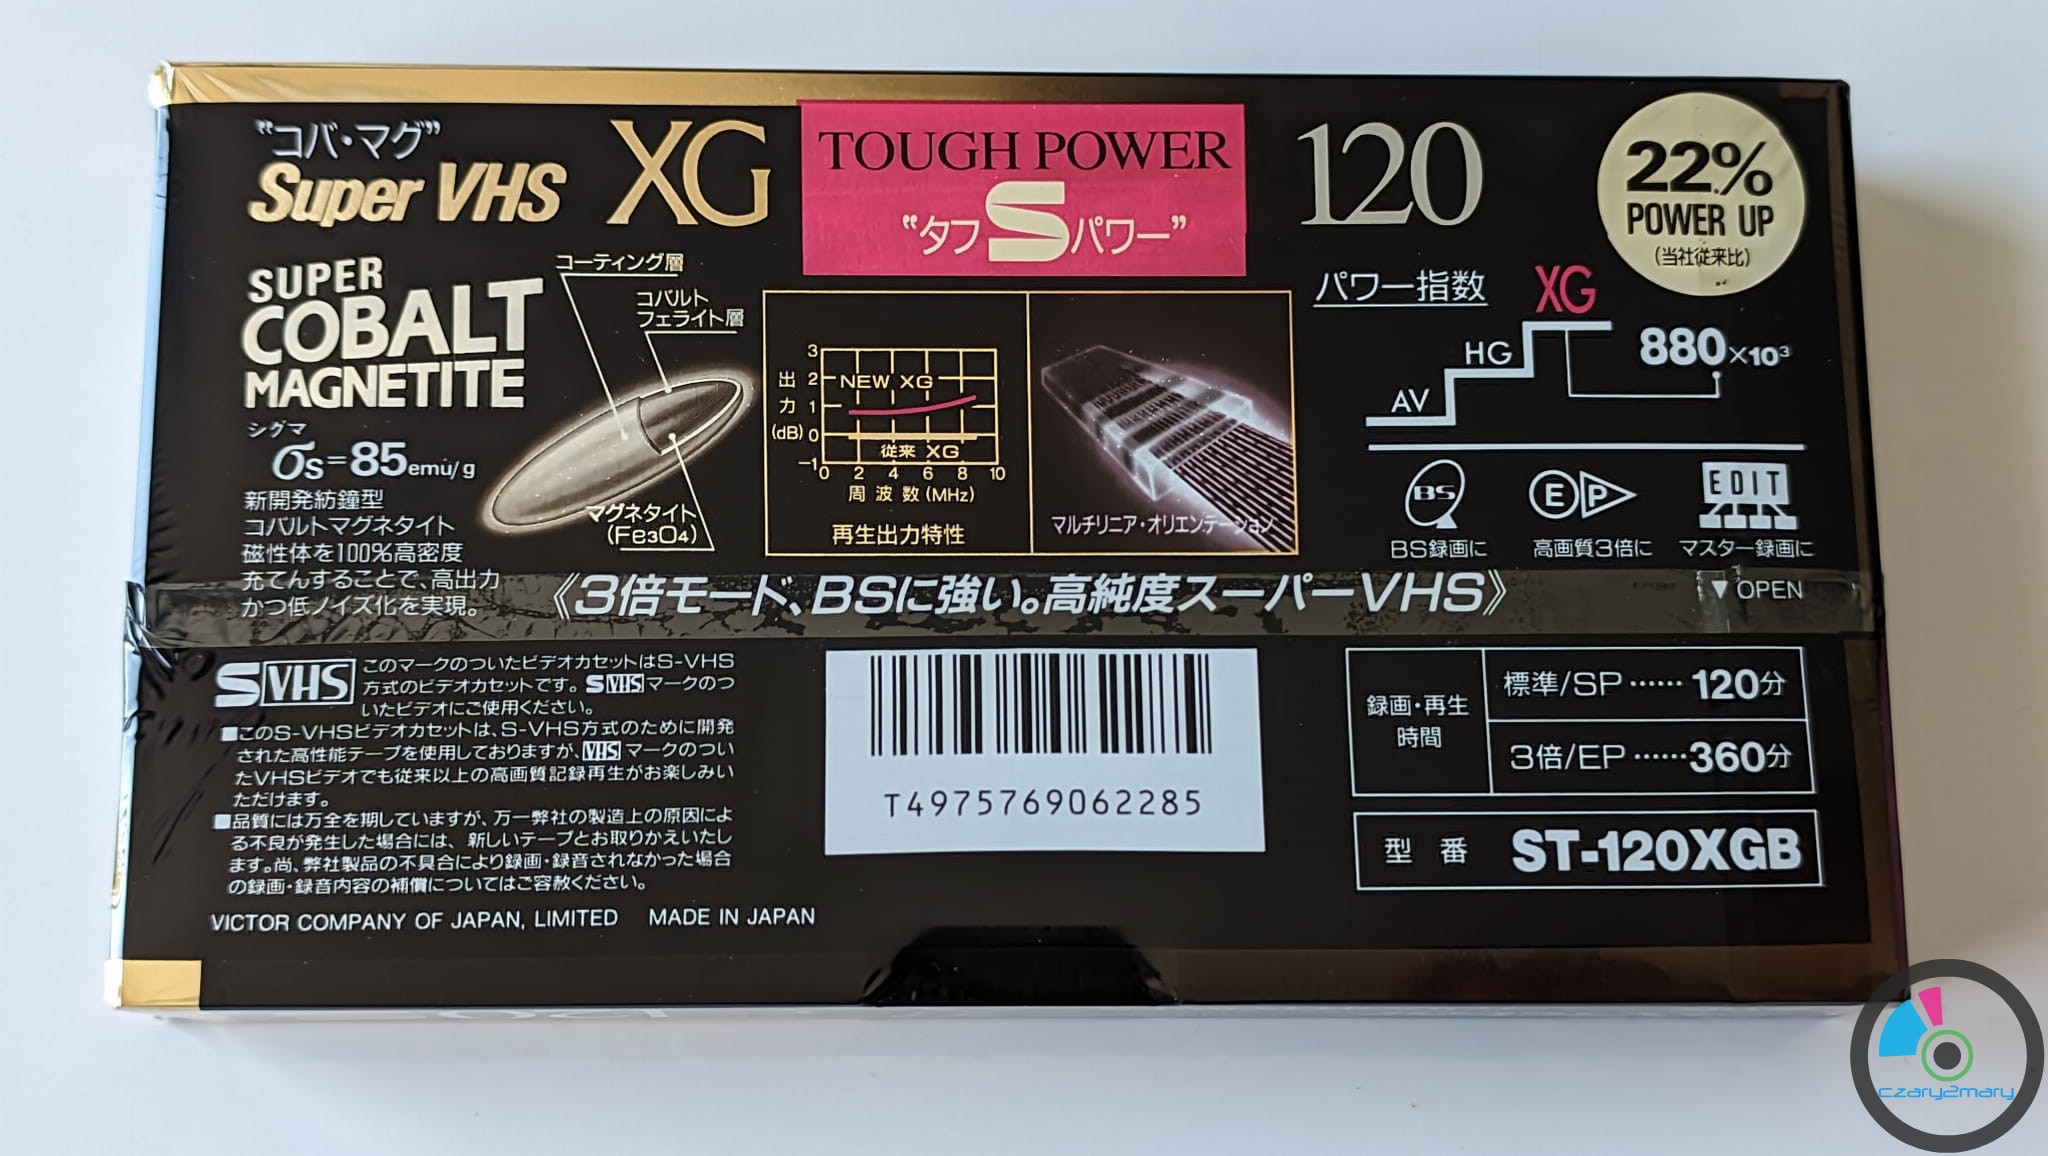 “コバ・マグ”
Super VHS XG
TOUGH POWER
“タフSパワー”
120
22%
POWER UP
(当社従来比)
SUPER
COBALT
MAGNETITE
シグマ
σs=85emu/g
新開発紡鐘型
コバルトマグネタイト
磁性体を100%高密度
充てんすることで、高出力
かつ低ノイズ化を実現。
コーティング層
コバルト
フェライト層
マグネタイト
(Fe3O4)
出力(dB)
3
2
1
0
-1
NEW XG
従来 XG
0 2 4 6 8 10
周波数(MHz)
再生出力特性
マルチリニア・オリエンテーション
パワー指数
XG
HG
AV
880×10³
BS
BS録画に
EP
高画質3倍に
EDIT
マスター録画に
《3倍モード、BSに強い。高純度スーパーVHS》
▼OPEN
SVHS
このマークのついたビデオカセットはS-VHS
方式のビデオカセットです。SVHSマークのつ
いたビデオにご使用ください。
■このS-VHSビデオカセットは、S-VHS方式のために開発
された高性能テープを使用しておりますが、VHSマークのつい
たVHSビデオでも従来以上の高画質記録再生がお楽しみい
ただけます。
■品質には万全を期していますが、万一弊社の製造上の原因によ
る不良が発生した場合には、新しいテープとお取りかえいたし
ます。尚、弊社製品の不具合により録画・録音されなかった場合
の録画・録音内容の補償についてはご容赦ください。
VICTOR COMPANY OF JAPAN, LIMITED MADE IN JAPAN
T4975769062285
録画・再生
時間
標準/SP……120分
3倍/EP……360分
型番 ST-120XGB
czary2mary